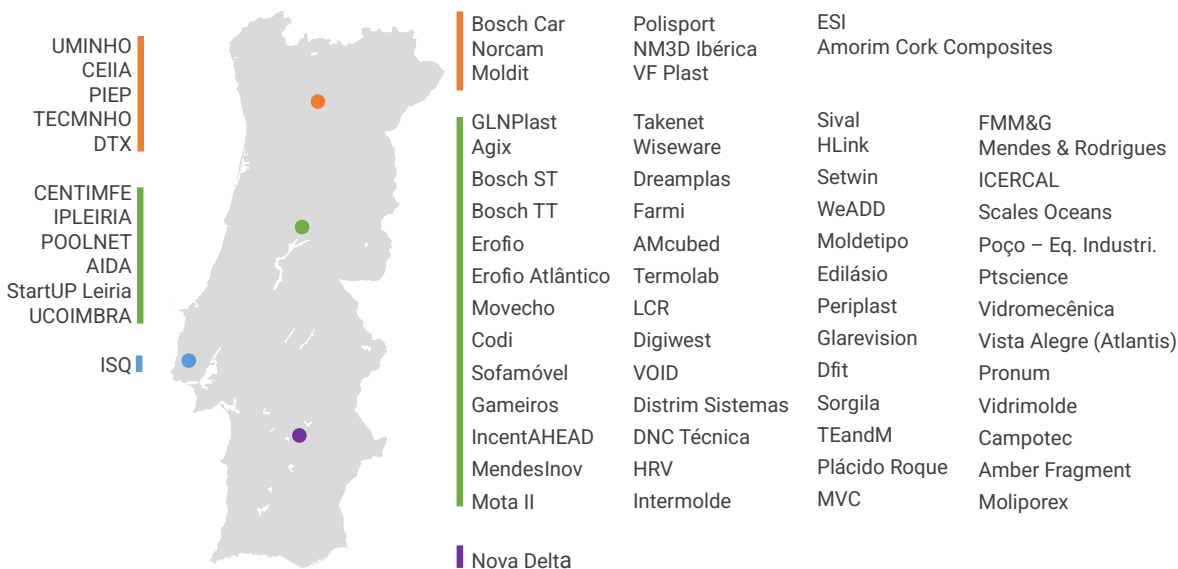 UMINHO
CEIIA
PIEP
TECMNHO
DTX
CENTIMFE
IPLEIRIA
POOLNET
AIDA
StartUP Leiria
UCOIMBRA
ISQ
Bosch Car Polisport ESI
Norcam NM3D Ibérica Amorim Cork Composites
Moldit VF Plast
GLNPlast Takenet Sival FMM&G
Agix Wiseware HLink Mendes & Rodrigues
Bosch ST Dreamplas Setwin ICERCAL
Bosch TT Farmi WeADD Scales Oceans
Erofio AMcubed Moldetipo Poço – Eq. Industri.
Erofio Atlântico Termolab Edilásio Ptscience
Movecho LCR Periplast Vidromecênica
Codi Digiwest Glarevision Vista Alegre (Atlantis)
Sofamóvel VOID Dfit Pronum
Gameiros Distrim Sistemas Sorgila Vidrimolde
IncentAHEAD DNC Técnica TEandM Campotec
MendesInov HRV Plácido Roque Amber Fragment
Mota II Intermolde MVC Moliporex
Nova Delta